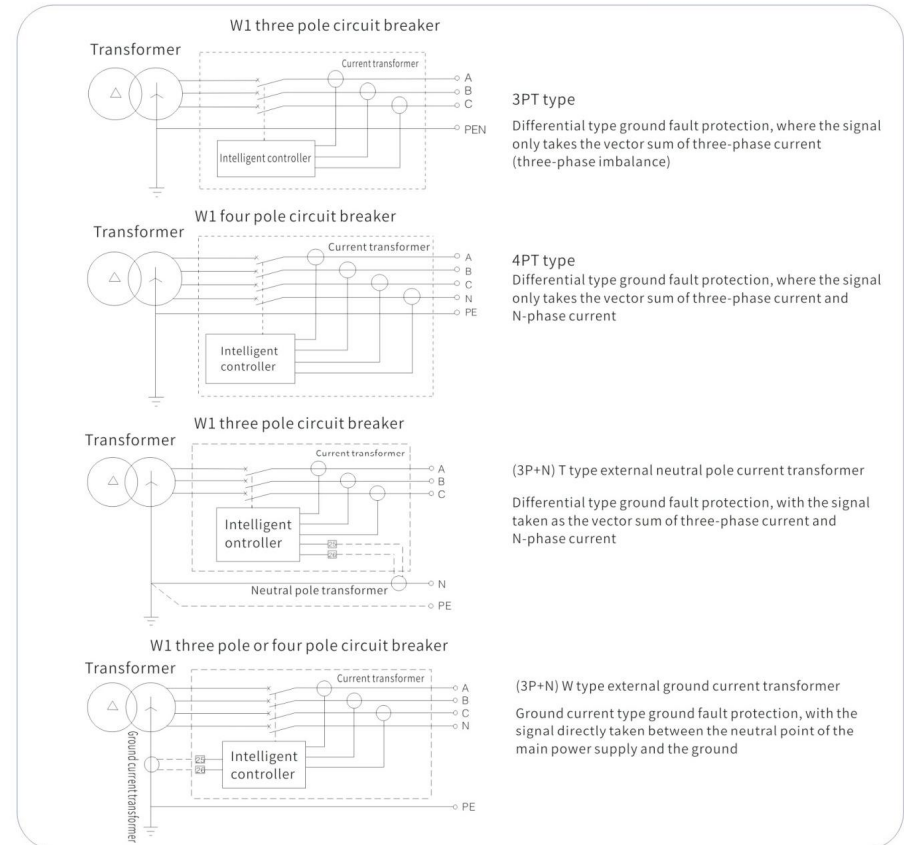 W1 three pole circuit breaker
Transformer
Current transformer
A
B
C
PEN
Intelligent controller
3PT type
Differential type ground fault protection, where the signal
only takes the vector sum of three-phase current
(three-phase imbalance)
W1 four pole circuit breaker
Transformer
Current transformer
A
B
C
N
PE
Intelligent
controller
4PT type
Differential type ground fault protection, where the signal
only takes the vector sum of three-phase current and
N-phase current
W1 three pole circuit breaker
Transformer
Current transformer
A
B
C
Intelligent
ontroller
25
26
Neutral pole transformer
N
PE
(3P+N) T type external neutral pole current transformer
Differential type ground fault protection, with the signal
taken as the vector sum of three-phase current and
N-phase current
W1 three pole or four pole circuit breaker
Transformer
Current transformer
A
B
C
N
Ground current transformer
25
26
Intelligent
controller
PE
(3P+N) W type external ground current transformer
Ground current type ground fault protection, with the
signal directly taken between the neutral point of the
main power supply and the ground